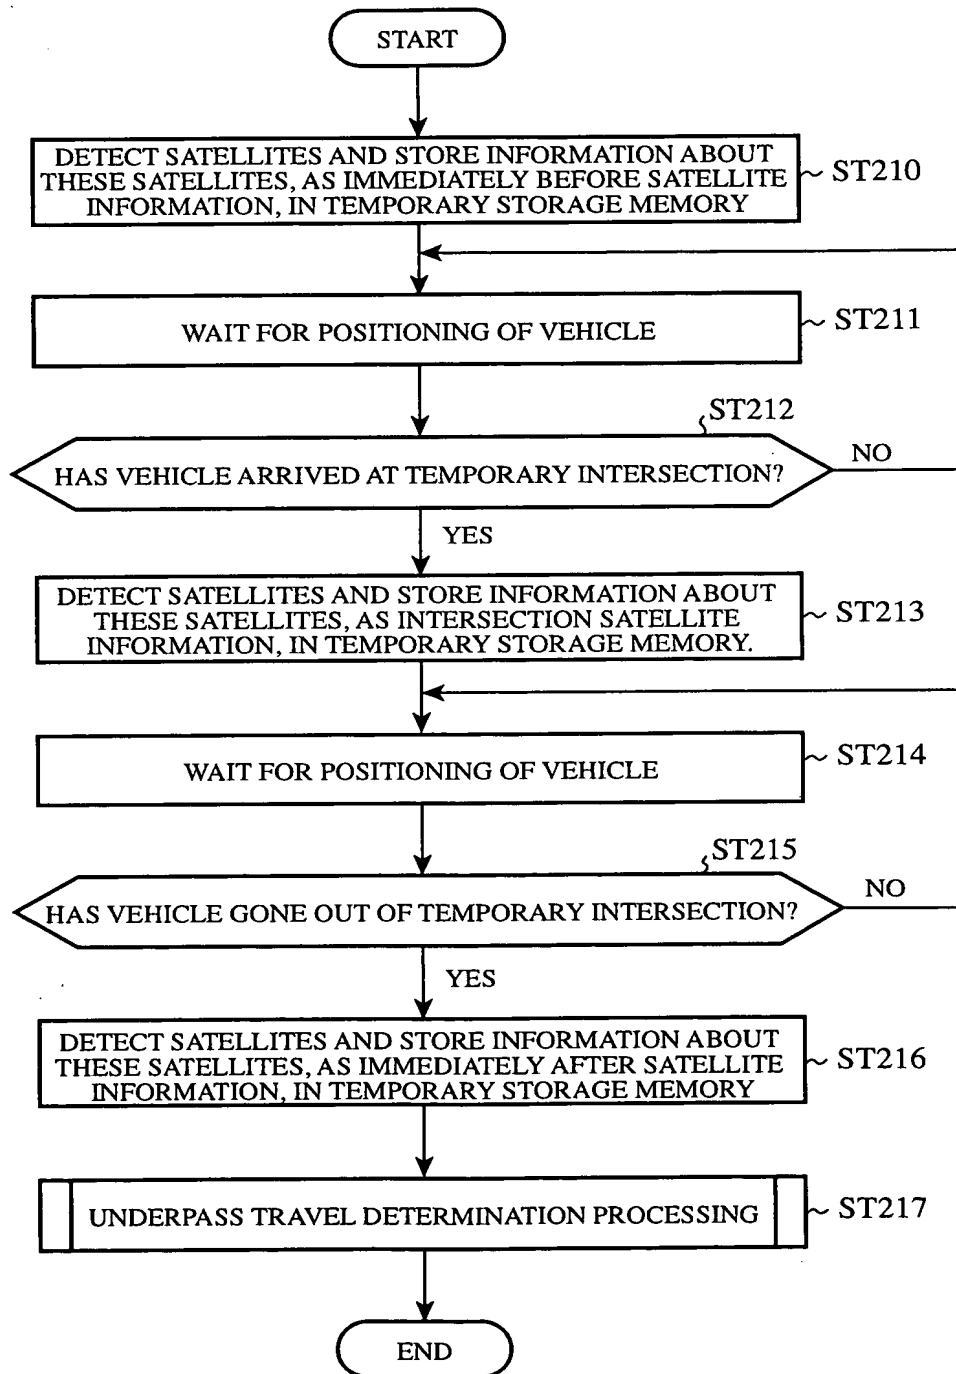 START
DETECT SATELLITES AND STORE INFORMATION ABOUT
THESE SATELLITES, AS IMMEDIATELY BEFORE SATELLITE
INFORMATION, IN TEMPORARY STORAGE MEMORY
ST210
WAIT FOR POSITIONING OF VEHICLE
ST211
ST212
HAS VEHICLE ARRIVED AT TEMPORARY INTERSECTION?
NO
YES
DETECT SATELLITES AND STORE INFORMATION ABOUT
THESE SATELLITES, AS INTERSECTION SATELLITE
INFORMATION, IN TEMPORARY STORAGE MEMORY.
ST213
WAIT FOR POSITIONING OF VEHICLE
ST214
ST215
HAS VEHICLE GONE OUT OF TEMPORARY INTERSECTION?
NO
YES
DETECT SATELLITES AND STORE INFORMATION ABOUT
THESE SATELLITES, AS IMMEDIATELY AFTER SATELLITE
INFORMATION, IN TEMPORARY STORAGE MEMORY
ST216
UNDERPASS TRAVEL DETERMINATION PROCESSING
ST217
END